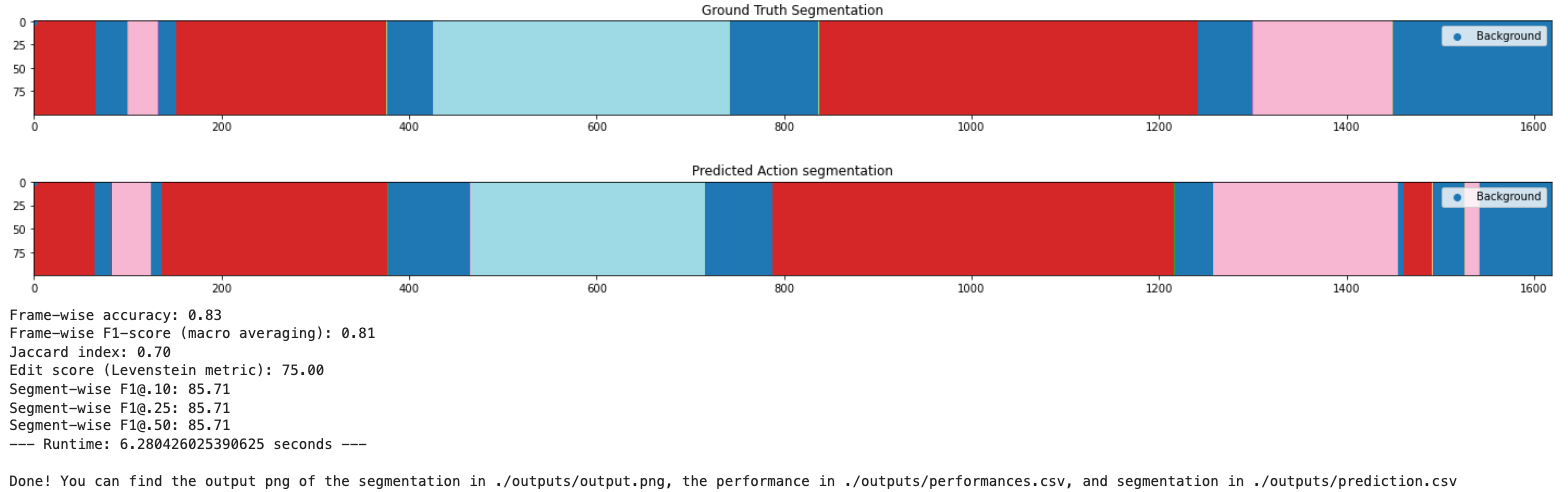 Ground Truth Segmentation
0
25
50
75
Background
0 200 400 600 800 1000 1200 1400 1600
Predicted Action segmentation
0
25
50
75
Background
0 200 400 600 800 1000 1200 1400 1600
Frame-wise accuracy: 0.83
Frame-wise F1-score (macro averaging): 0.81
Jaccard index: 0.70
Edit score (Levenstein metric): 75.00
Segment-wise F1@.10: 85.71
Segment-wise F1@.25: 85.71
Segment-wise F1@.50: 85.71
--- Runtime: 6.280426025390625 seconds ---
Done! You can find the output png of the segmentation in ./outputs/output.png, the performance in ./outputs/performances.csv, and segmentation in ./outputs/prediction.csv